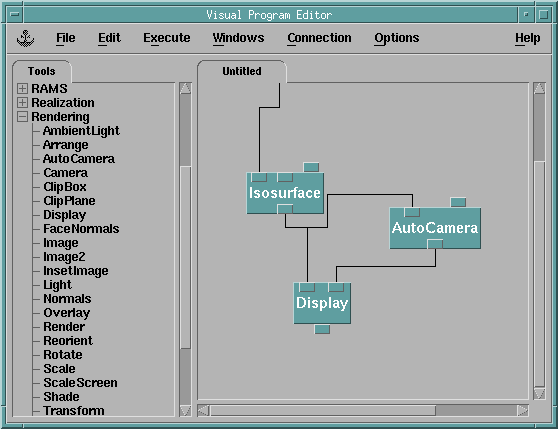 Visual Program Editor
File Edit Execute Windows Connection Options Help
Tools
Untitled
RAMS
Realization
Rendering
AmbientLight
Arrange
AutoCamera
Camera
ClipBox
ClipPlane
Display
FaceNormals
Image
Image2
InsetImage
Light
Normals
Overlay
Render
Reorient
Rotate
Scale
ScaleScreen
Shade
Transform
Isosurface
AutoCamera
Display